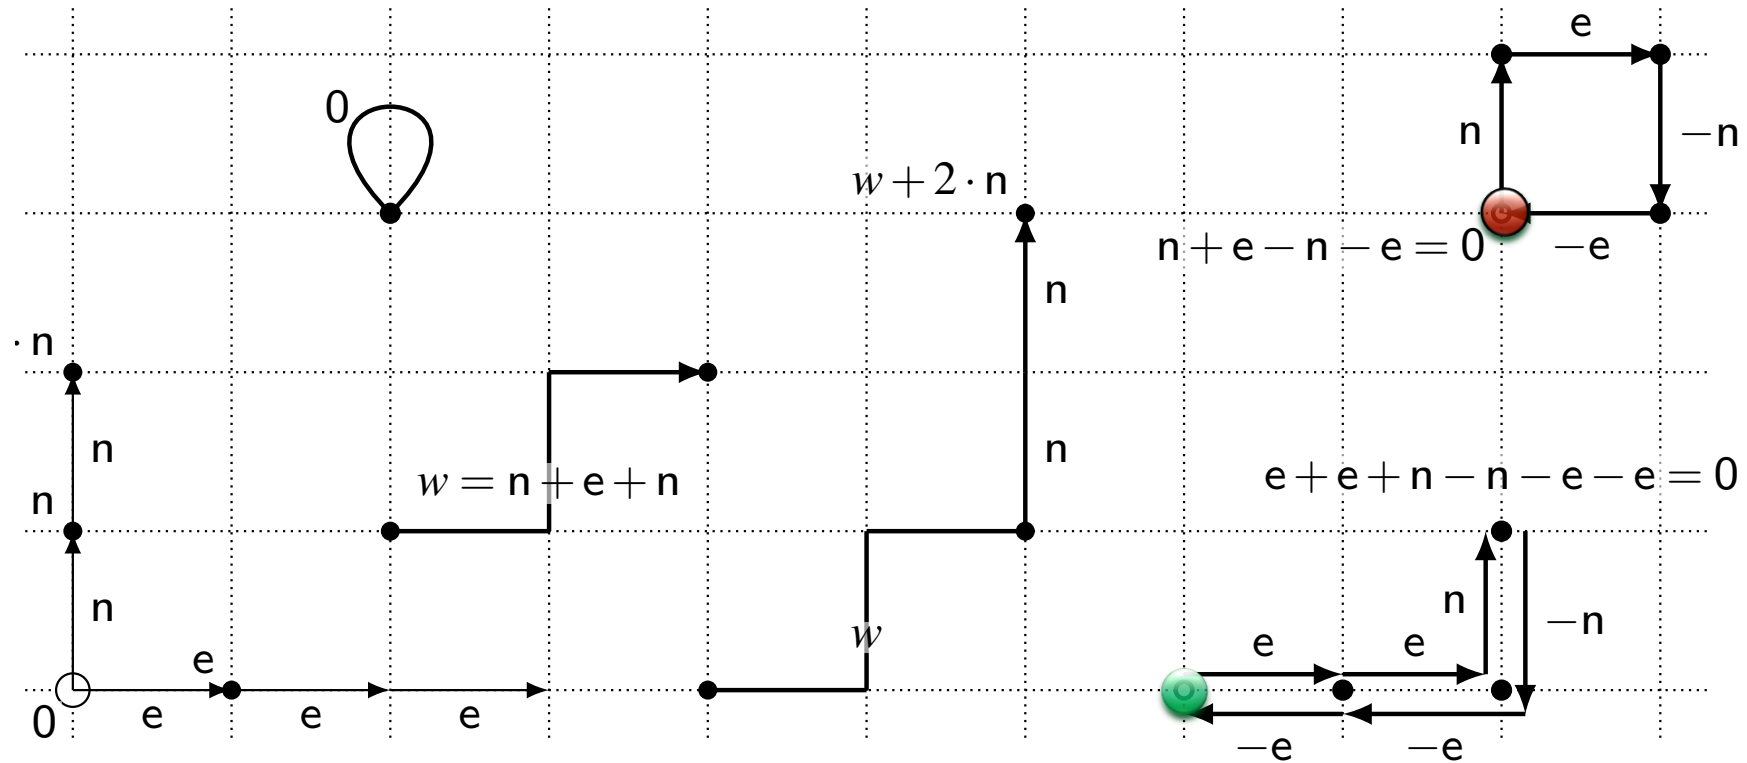 e
0
n
−n
w + 2 · n
n + e − n − e = 0
−e
n
· n
n
w = n + e + n
n
e + e + n − n − e − e = 0
n
n
n
−n
w
e
e
e
0
e
e
e
−e
−e